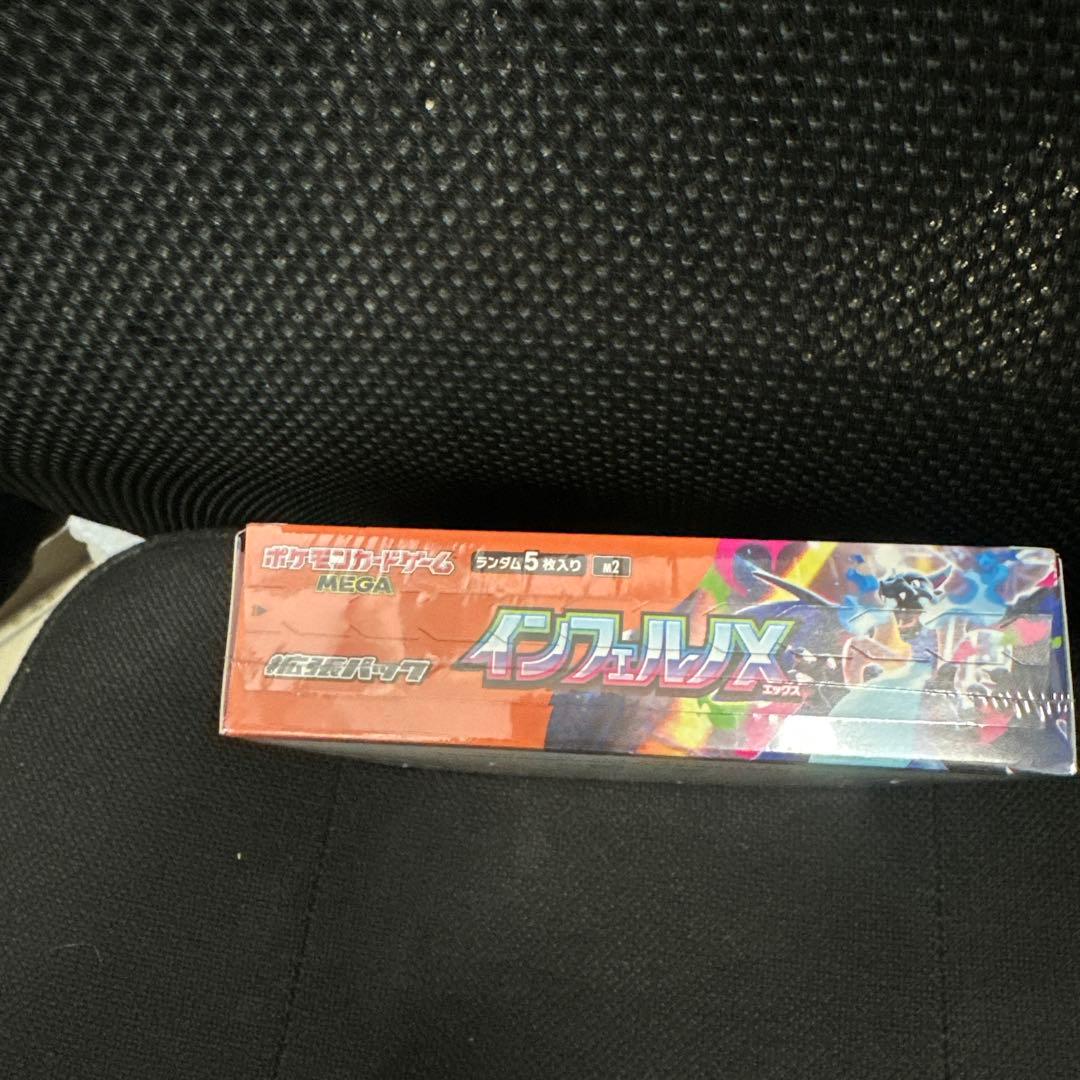 ポケモンカードゲーム
MEGA
ランダム5枚入り
M2
拡張パック
インフェルノX
エックス